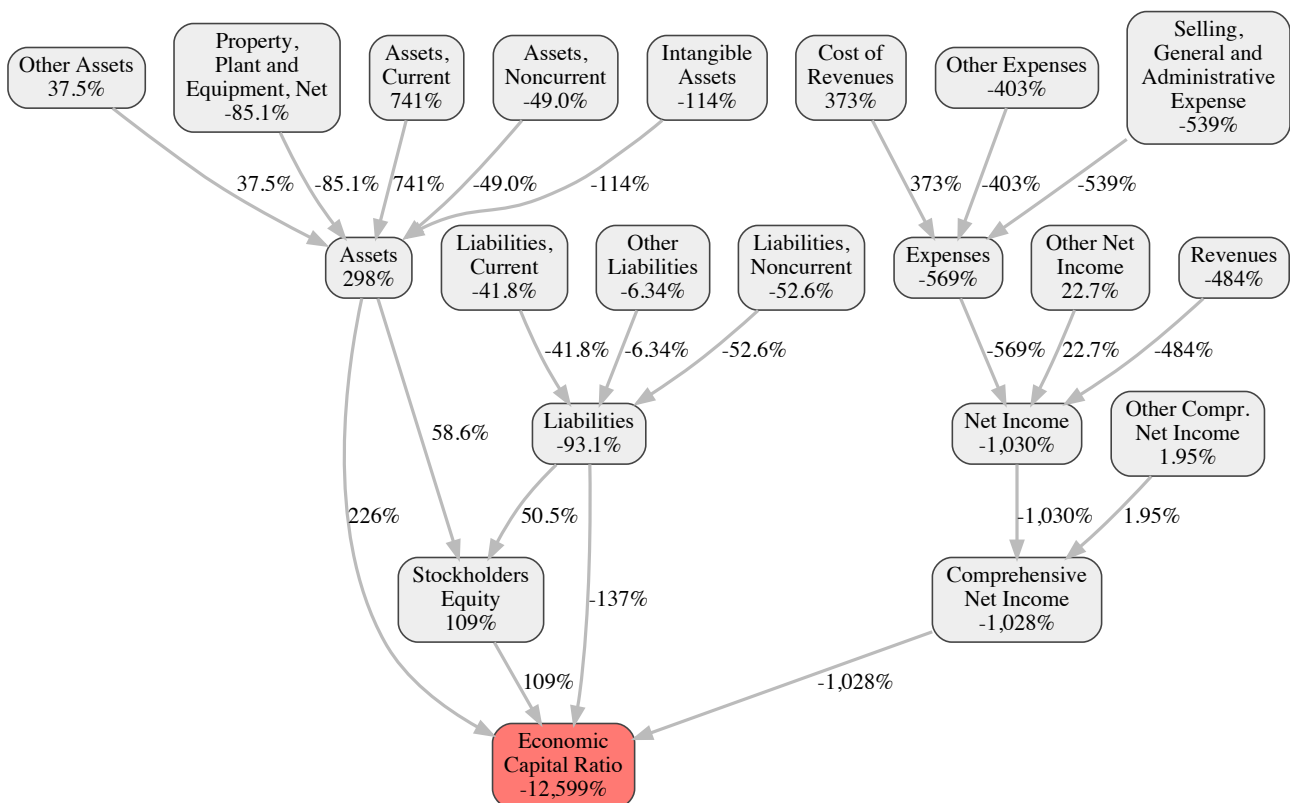 Other Assets
37.5%
Property,
Plant and
Equipment, Net
-85.1%
Assets,
Current
741%
Assets,
Noncurrent
-49.0%
Intangible
Assets
-114%
Cost of
Revenues
373%
Other Expenses
-403%
Selling,
General and
Administrative
Expense
-539%
37.5%
-85.1%
741%
-49.0%
-114%
373%
-403%
-539%
Assets
298%
Liabilities,
Current
-41.8%
Other
Liabilities
-6.34%
Liabilities,
Noncurrent
-52.6%
Expenses
-569%
Other Net
Income
22.7%
Revenues
-484%
-41.8%
-6.34%
-52.6%
-569%
22.7%
-484%
58.6%
Liabilities
-93.1%
Net Income
-1,030%
Other Compr.
Net Income
1.95%
226%
50.5%
-1,030%
1.95%
Stockholders
Equity
109%
-137%
Comprehensive
Net Income
-1,028%
109%
-1,028%
Economic
Capital Ratio
-12,599%